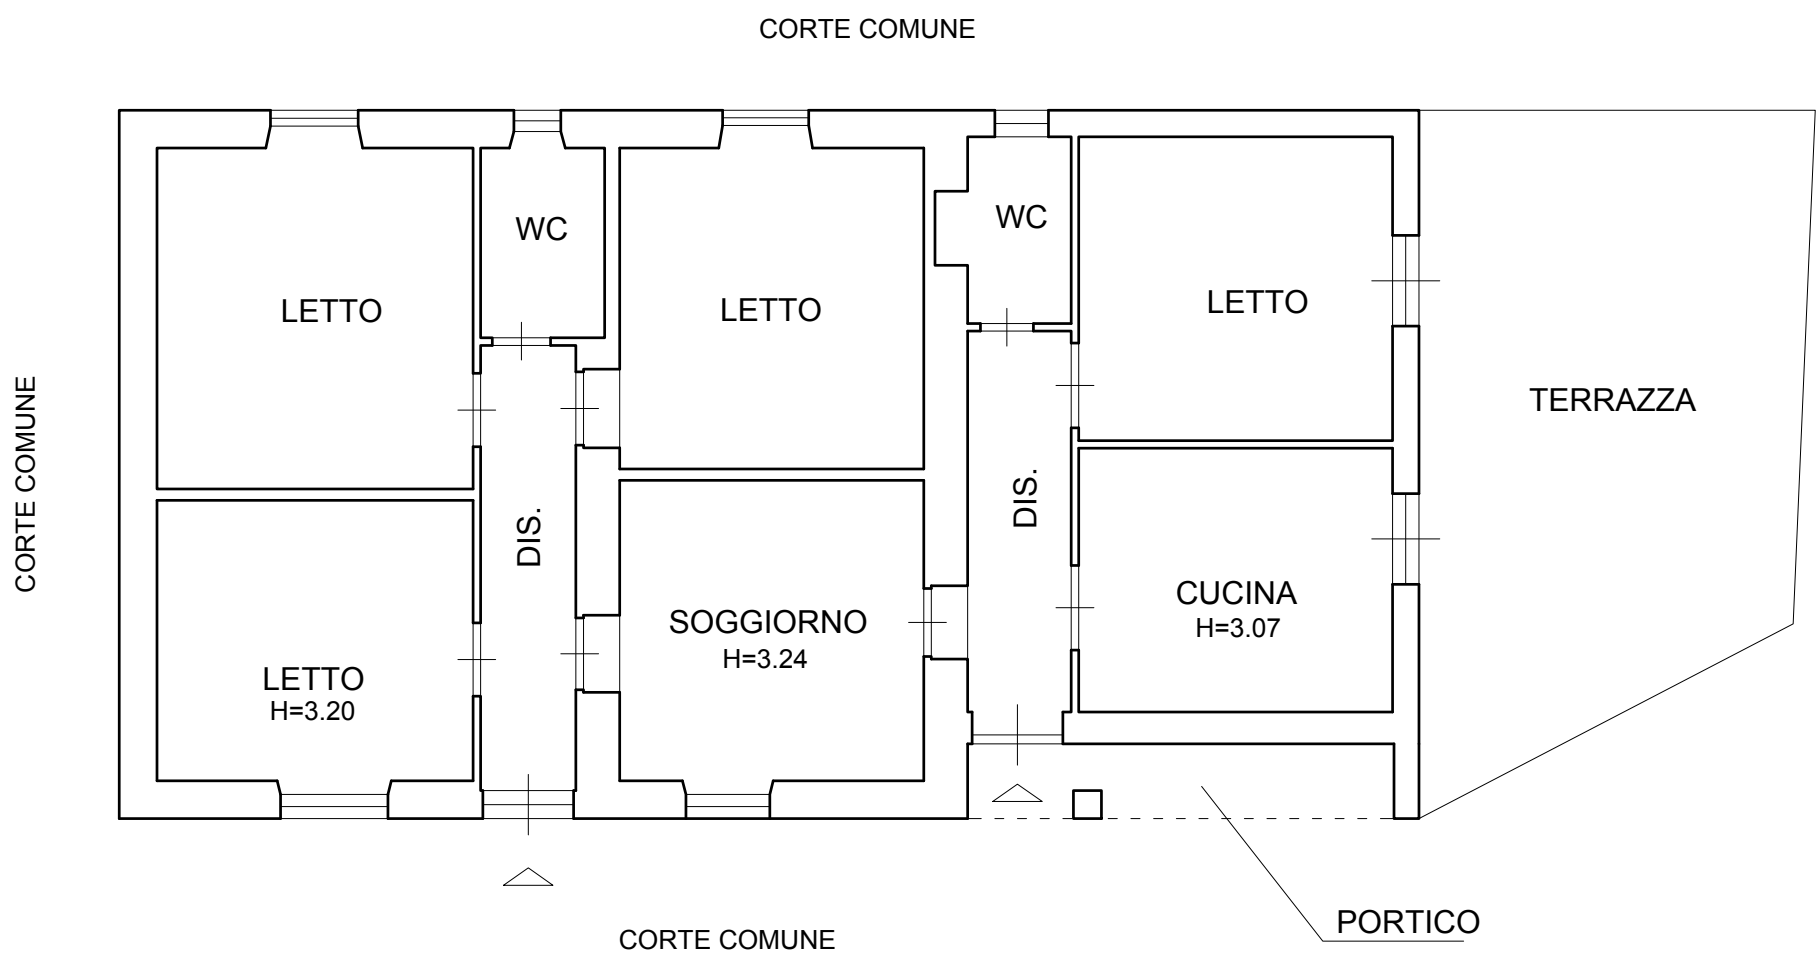 CORTE COMUNE
WC
WC
LETTO
LETTO
LETTO
TERRAZZA
CORTE COMUNE
DIS.
DIS.
CUCINA
H=3.07
SOGGIORNO
H=3.24
LETTO
H=3.20
PORTICO
CORTE COMUNE